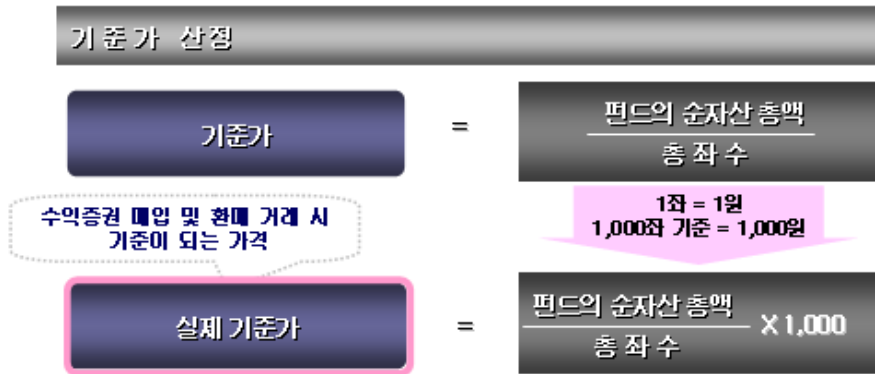 기준가 산정
기준가
=
펀드의 순자산 총액
총 좌 수
수익증권 매입 및 환매 거래 시
기준이 되는 가격
1좌 = 1원
1,000좌 기준 = 1,000원
실제 기준가
=
펀드의 순자산 총액
총 좌 수
X 1,000